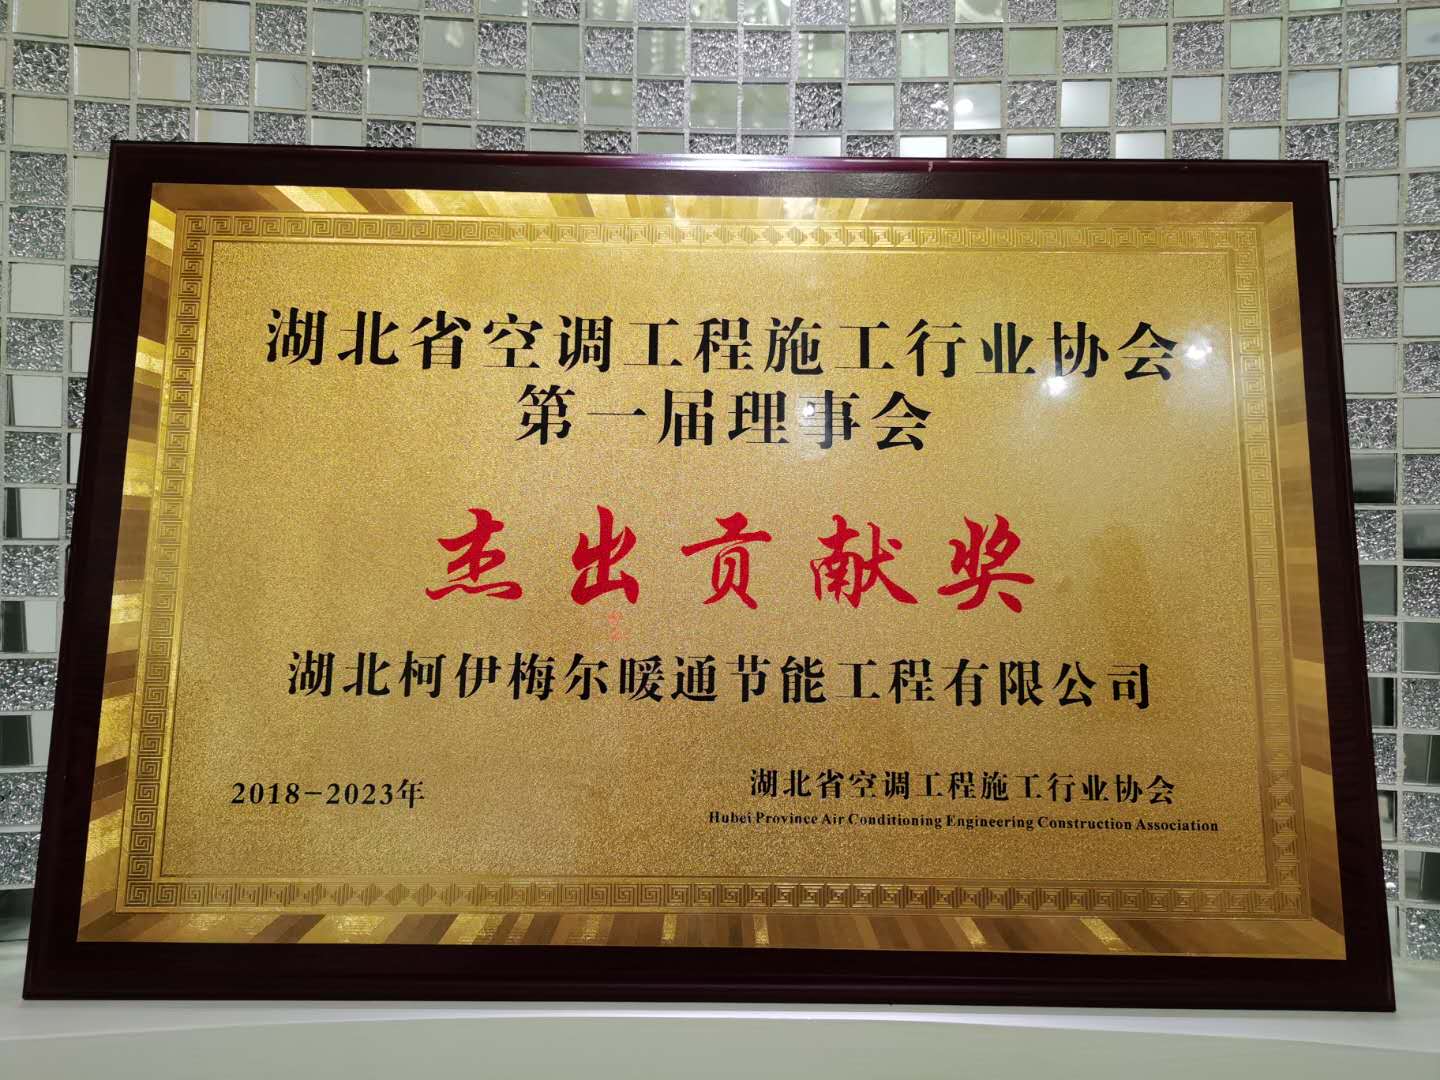 湖北省空调工程施工行业协会
第一届理事会
杰出贡献奖
湖北柯伊梅尔暖通节能工程有限公司
2018-2023年
湖北省空调工程施工行业协会
Hubei Province Air Conditioning Engineering Construction Association